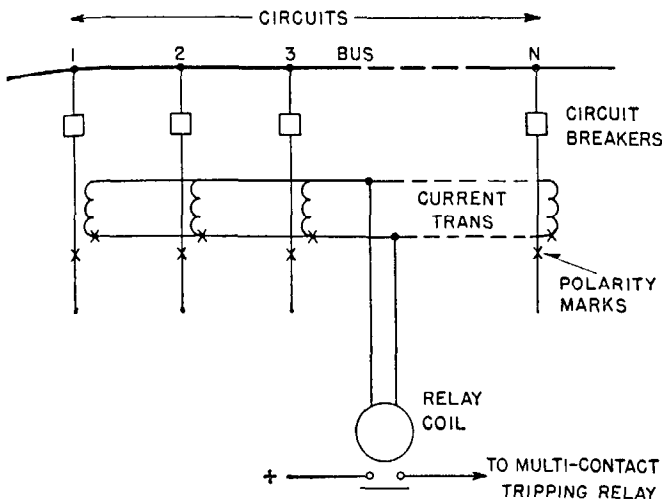 CIRCUITS
1 2 3 BUS N
CIRCUIT
BREAKERS
CURRENT
TRANS
POLARITY
MARKS
RELAY
COIL
+
TO MULTI-CONTACT
TRIPPING RELAY